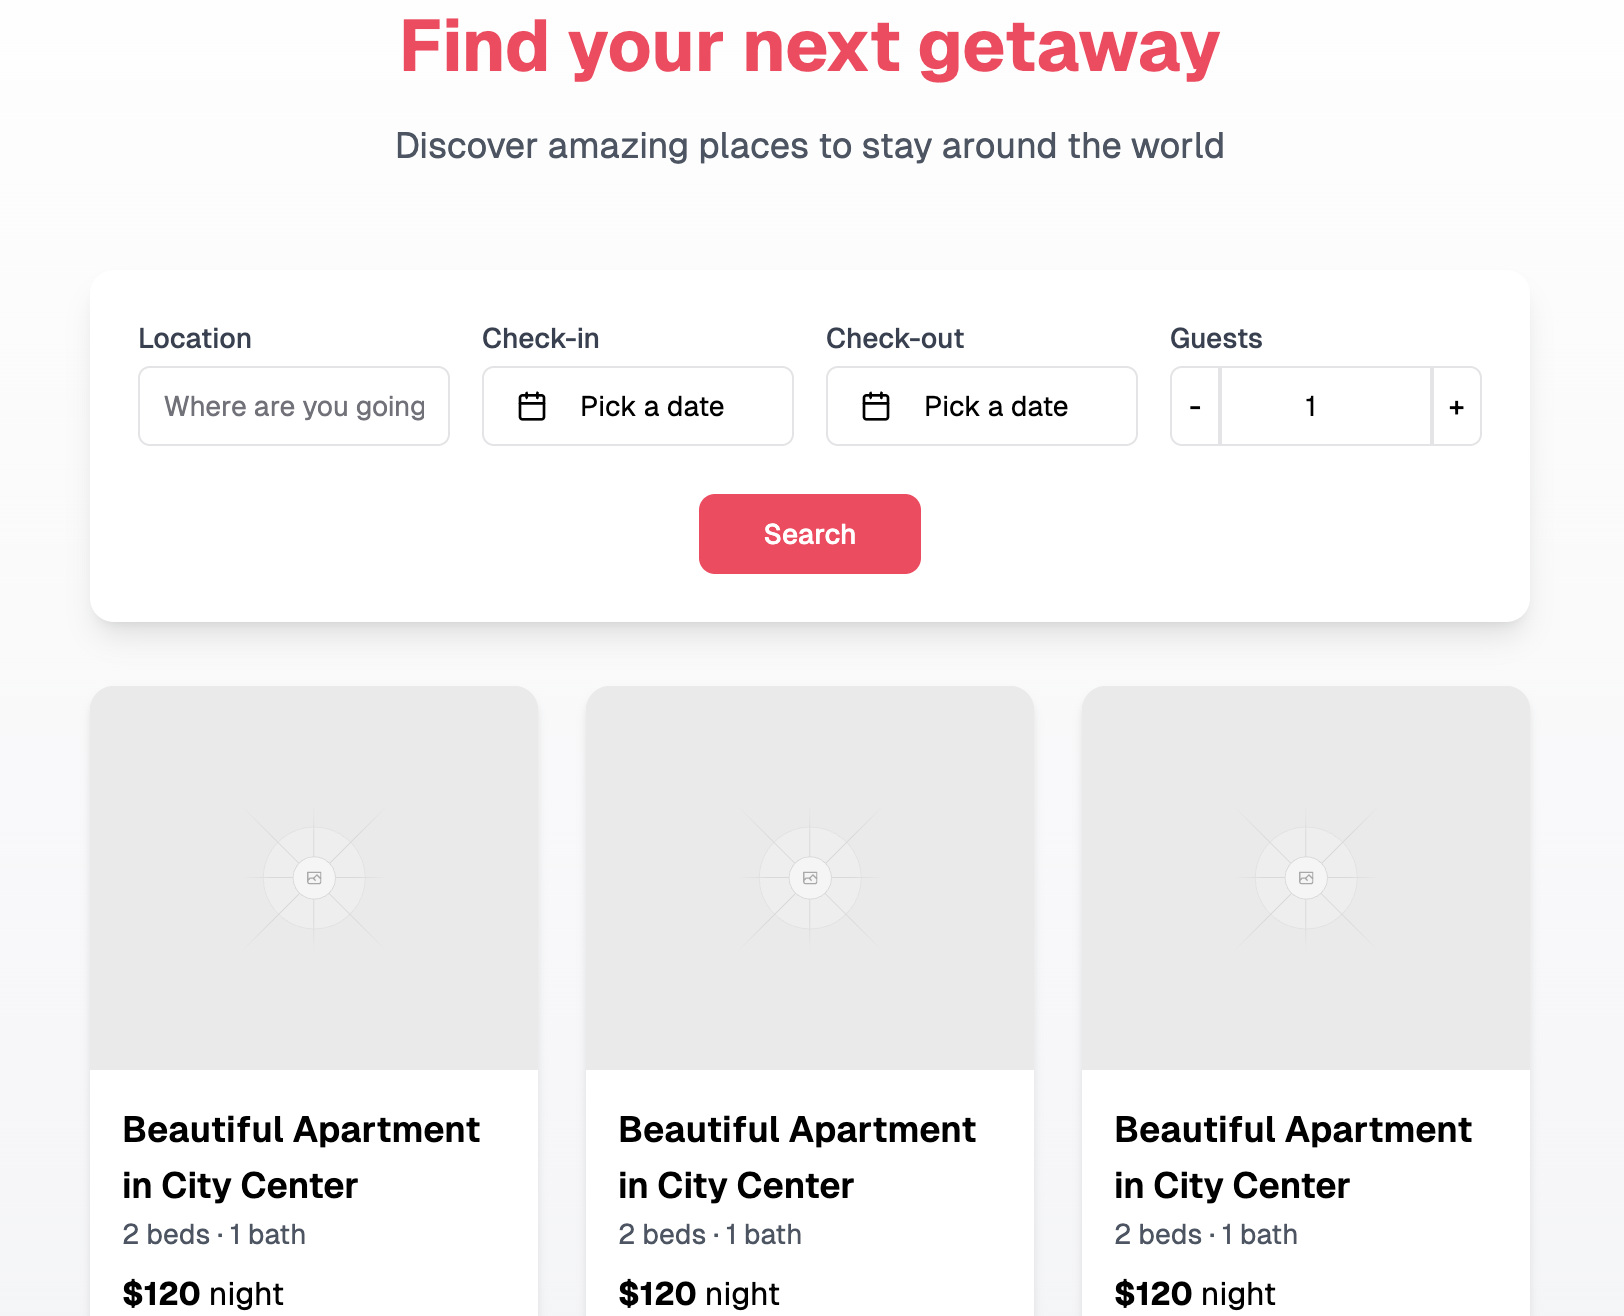 Find your next getaway
Discover amazing places to stay around the world
Location
Check-in
Check-out
Guests
Where are you going
Pick a date
Pick a date
-
1
+
Search
Beautiful Apartment
in City Center
2 beds · 1 bath
$120 night
Beautiful Apartment
in City Center
2 beds · 1 bath
$120 night
Beautiful Apartment
in City Center
2 beds · 1 bath
$120 night